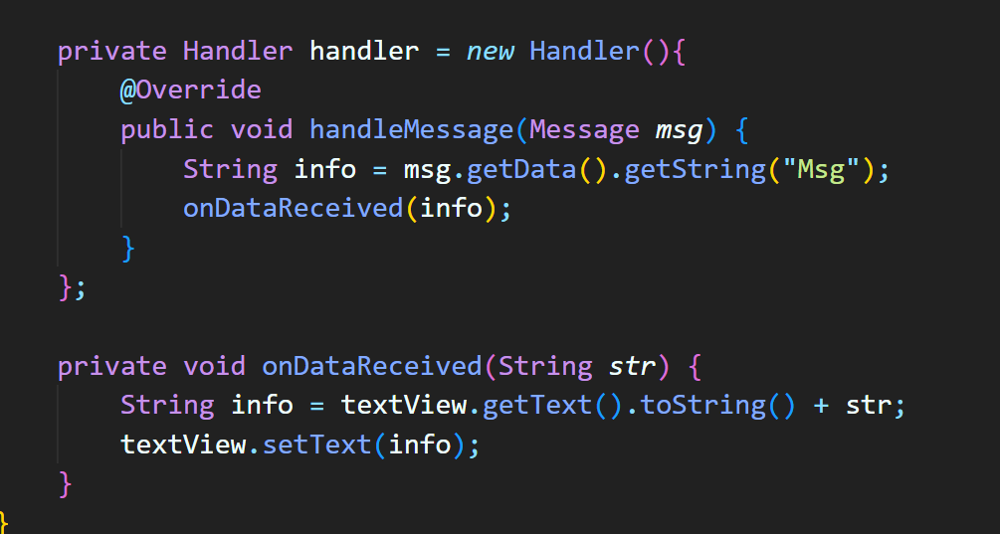 private Handler handler = new Handler(){
@Override
public void handleMessage(Message msg) {
String info = msg.getData().getString("Msg");
onDataReceived(info);
}
};
private void onDataReceived(String str) {
String info = textView.getText().toString() + str;
textView.setText(info);
}
}